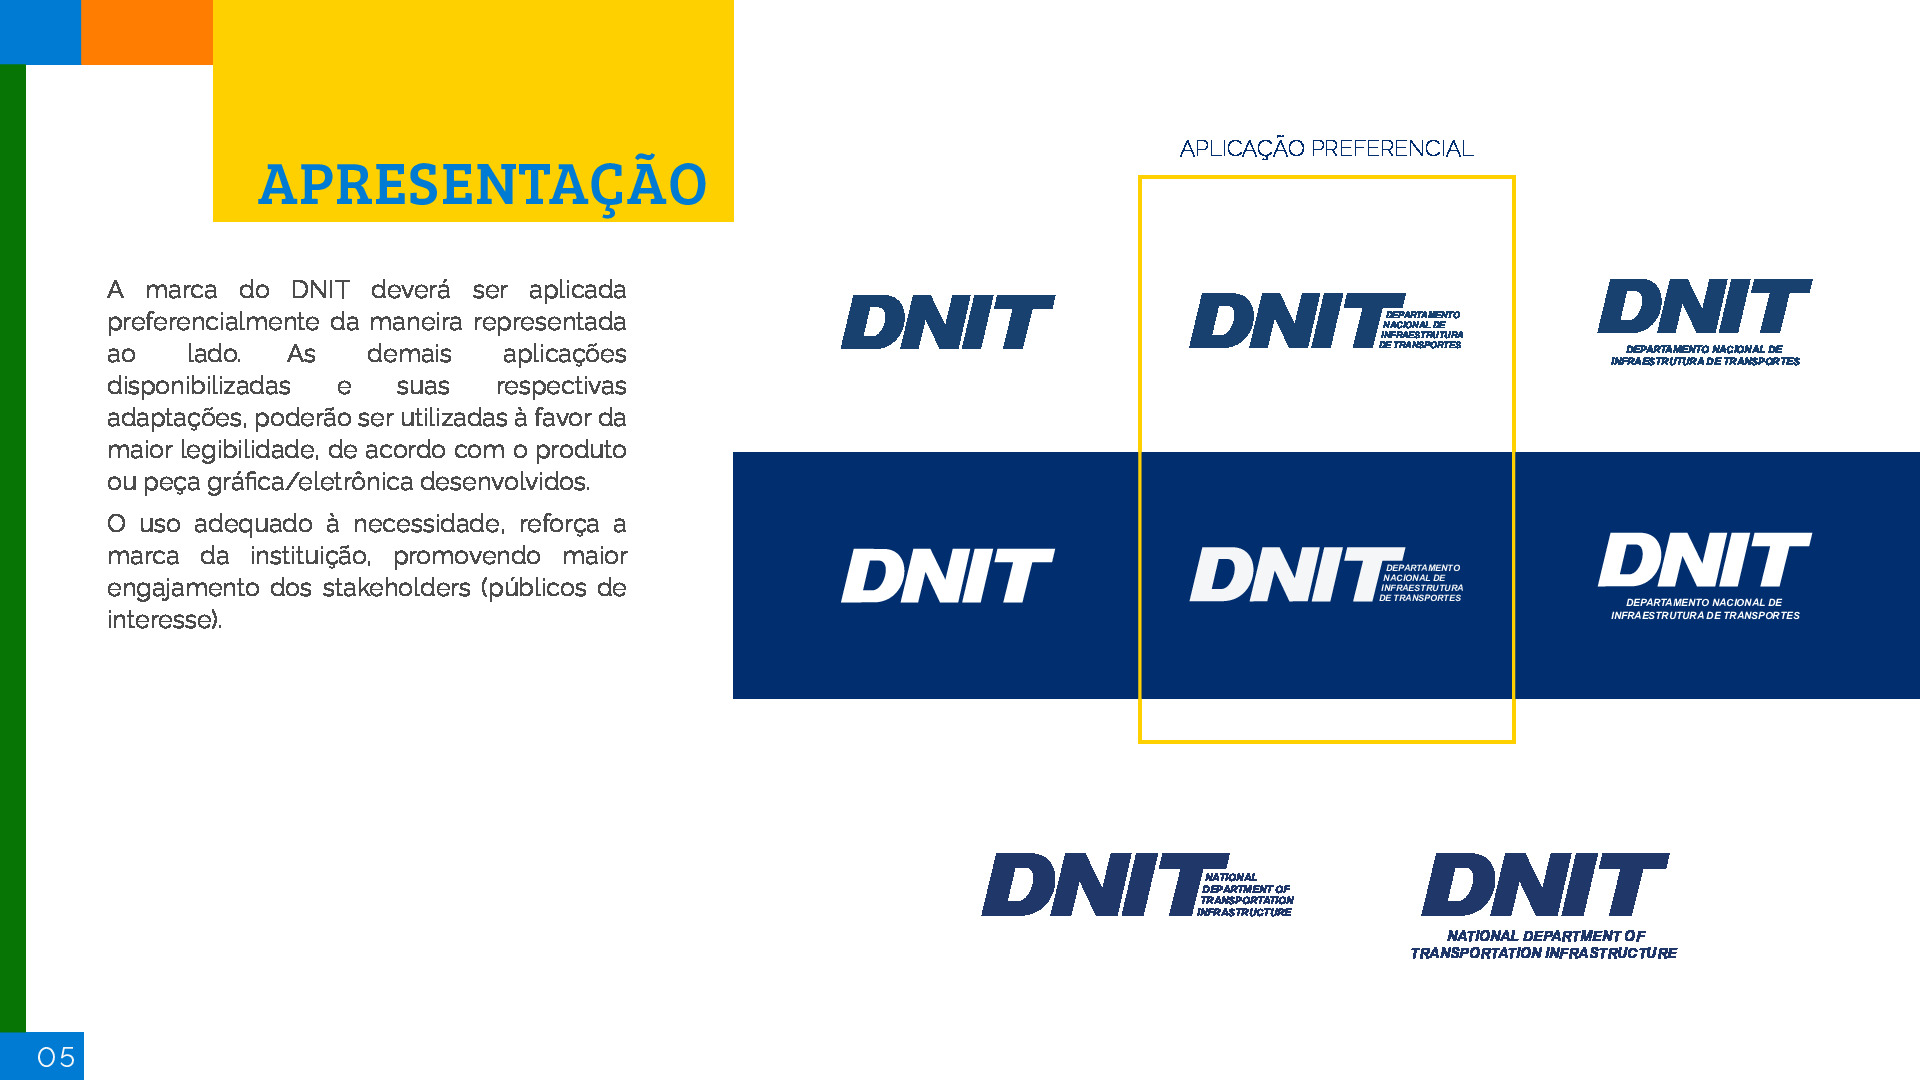 APRESENTAÇÃO
A marca do DNIT deverá ser aplicada
preferencialmente da maneira representada
ao lado. As demais aplicações
disponibilizadas e suas respectivas
adaptações, poderão ser utilizadas à favor da
maior legibilidade, de acordo com o produto
ou peça gráfica/eletrônica desenvolvidos.
O uso adequado à necessidade, reforça a
marca da instituição, promovendo maior
engajamento dos stakeholders (públicos de
interesse).
APLICAÇÃO PREFERENCIAL
DNIT
DNIT
DEPARTAMENTO
NACIONAL DE
INFRAESTRUTURA
DE TRANSPORTES
DNIT
DEPARTAMENTO NACIONAL DE
INFRAESTRUTURA DE TRANSPORTES
DNIT
DNIT
DEPARTAMENTO
NACIONAL DE
INFRAESTRUTURA
DE TRANSPORTES
DNIT
DEPARTAMENTO NACIONAL DE
INFRAESTRUTURA DE TRANSPORTES
DNIT
NATIONAL
DEPARTMENT OF
TRANSPORTATION
INFRASTRUCTURE
DNIT
NATIONAL DEPARTMENT OF
TRANSPORTATION INFRASTRUCTURE
05